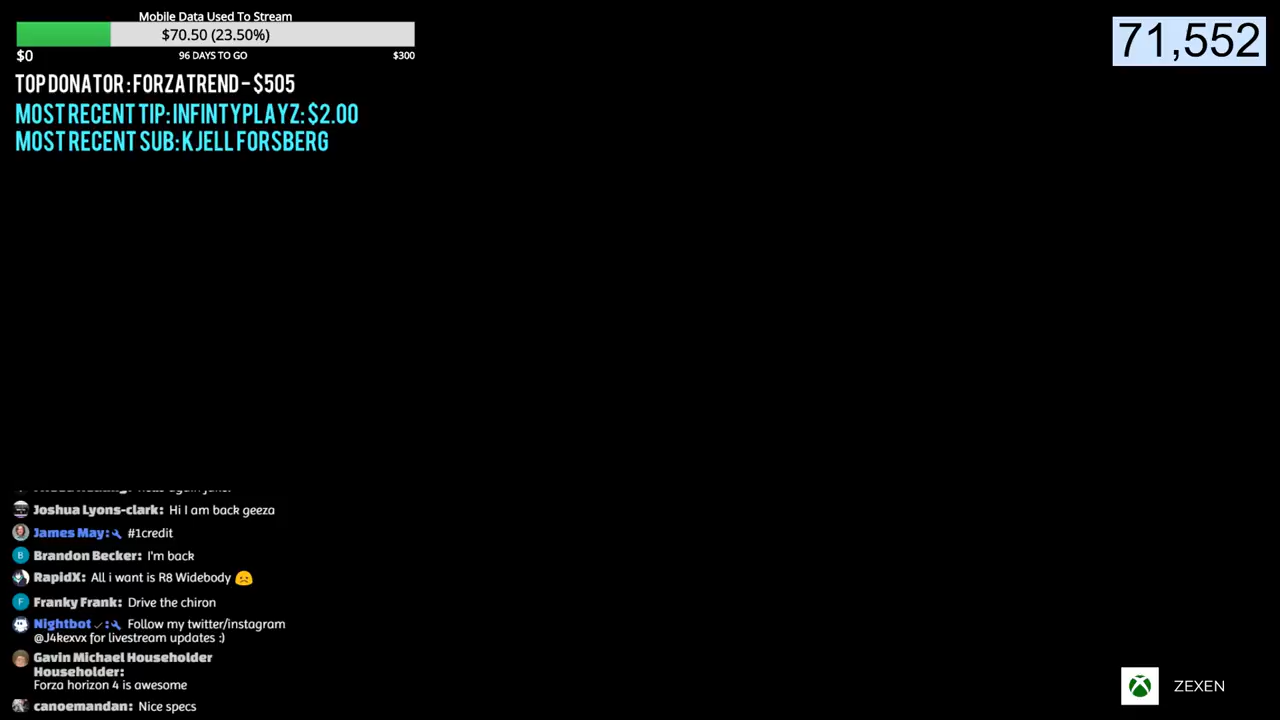 Mobile Data Used To Stream
$70.50 (23.50%)
$0 96 DAYS TO GO $300
71,552
TOP DONATOR : FORZATREND - $505
MOST RECENT TIP: INFINTYPLAYZ: $2.00
MOST RECENT SUB: KJELL FORSBERG
Joshua Lyons-clark: Hi I am back geeza
James May: #1credit
Brandon Becker: I'm back
RapidX: All i want is R8 Widebody
Franky Frank: Drive the chiron
Nightbot : Follow my twitter/instagram
@J4kexvx for livestream updates :)
Gavin Michael Householder
Householder:
Forza horizon 4 is awesome
canoemandan: Nice specs
ZEXEN